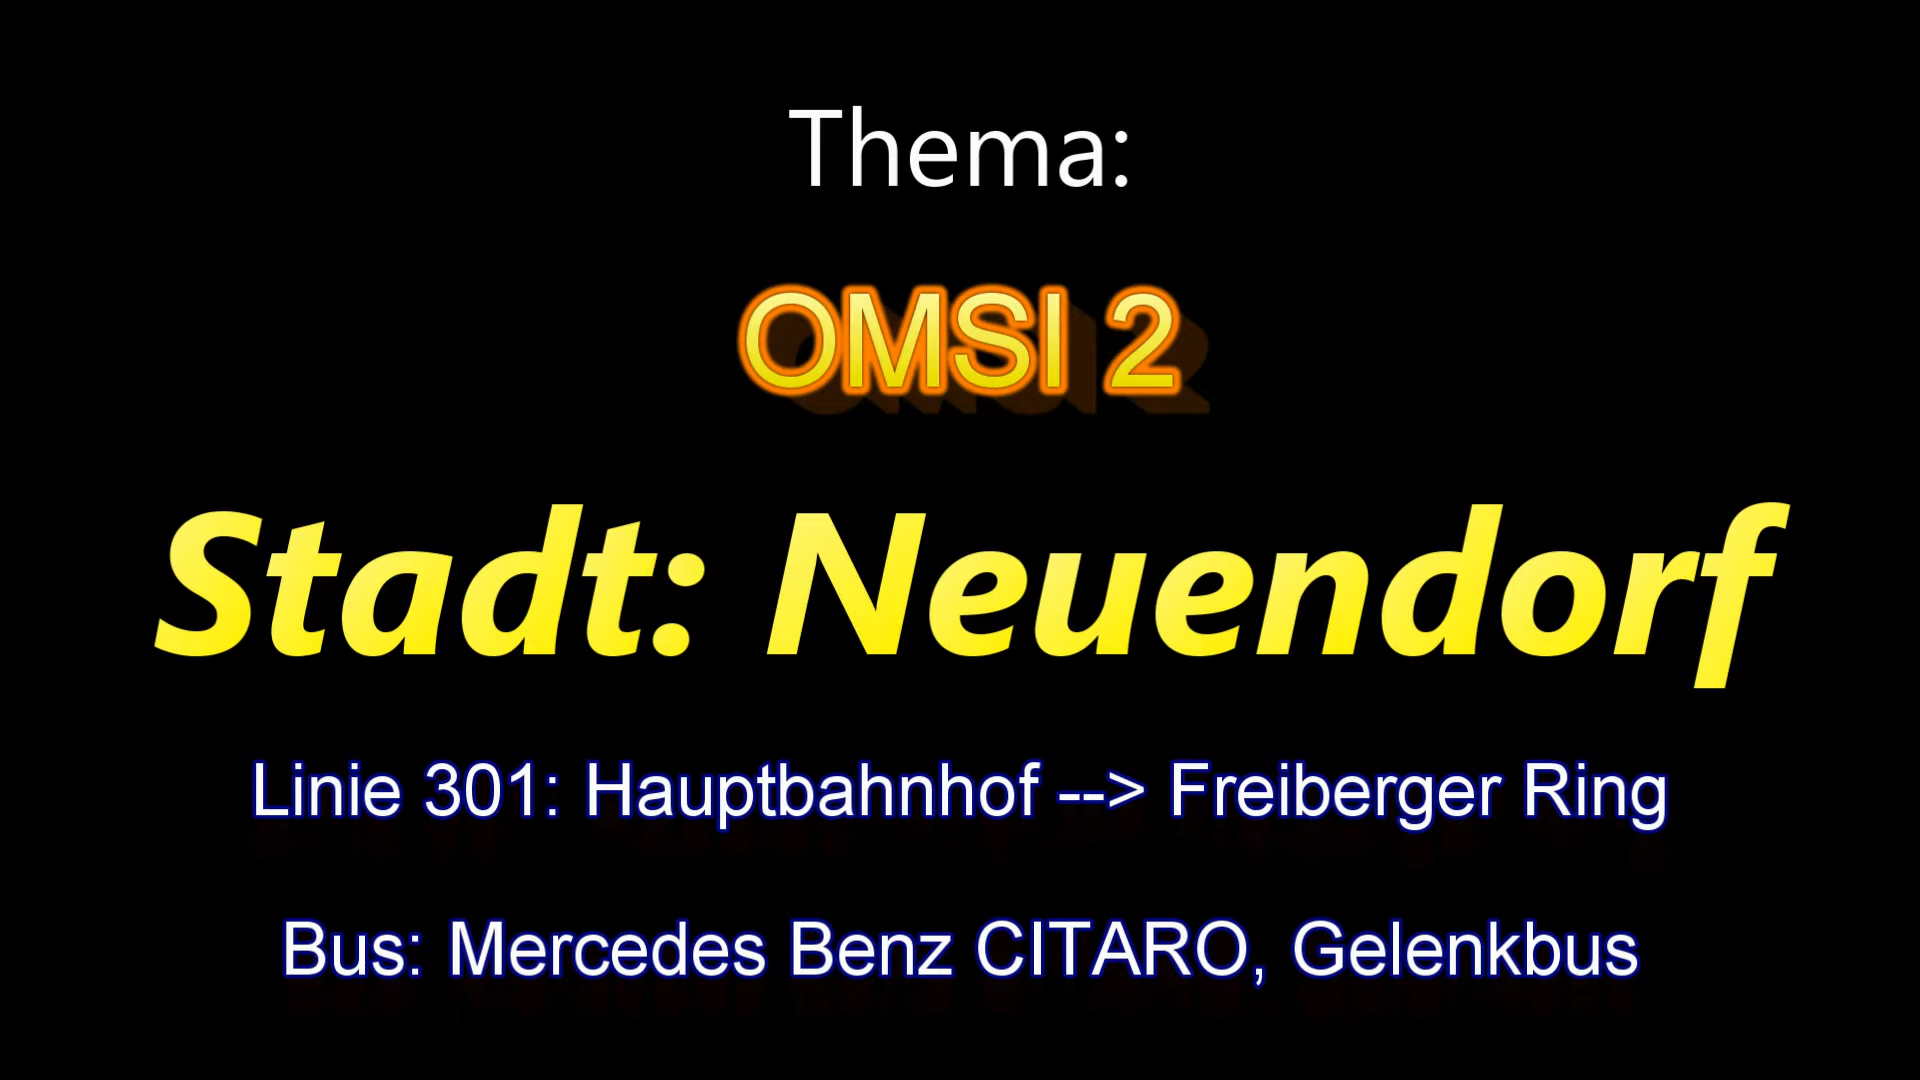 Thema:
OMSI 2
Stadt: Neuendorf
Linie 301: Hauptbahnhof --> Freiberger Ring
Bus: Mercedes Benz CITARO, Gelenkbus